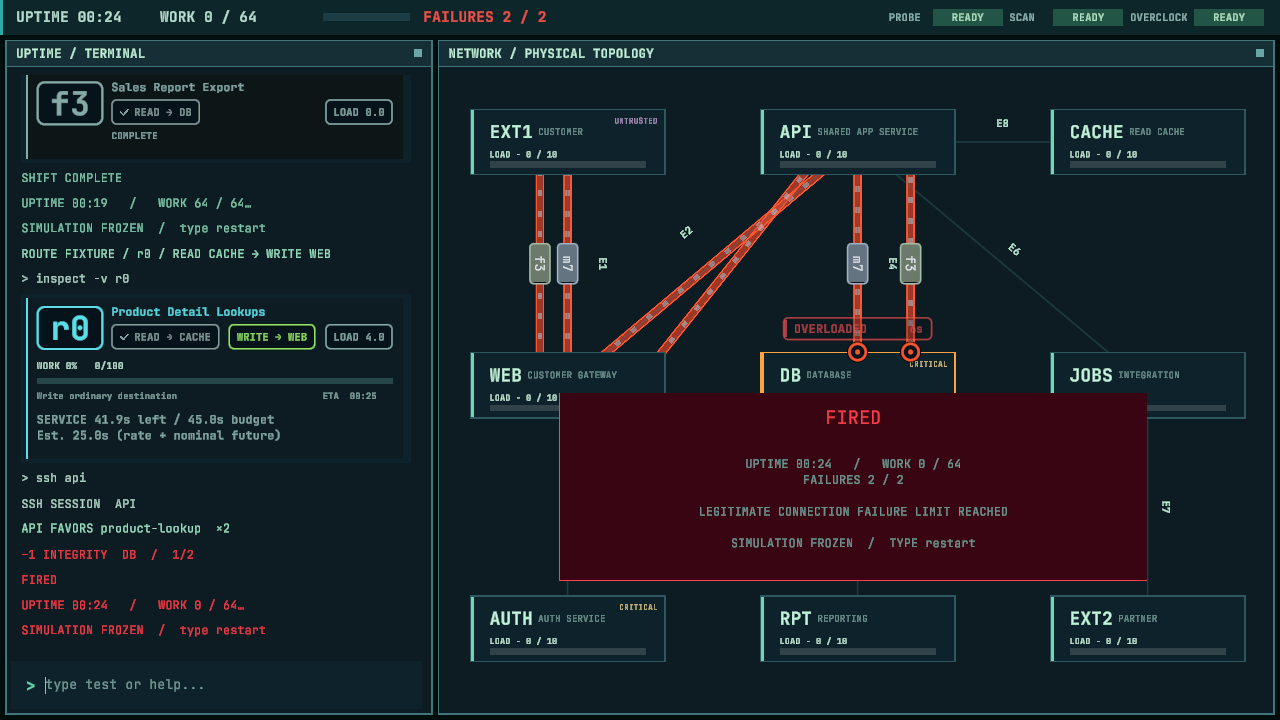 UPTIME 00:24 WORK 0 / 64 FAILURES 2 / 2 PROBE READY SCAN READY OVERCLOCK READY
UPTIME / TERMINAL
f3 Sales Report Export
✓ READ → DB LOAD 0.0
COMPLETE
SHIFT COMPLETE
UPTIME 00:19 / WORK 64 / 64…
SIMULATION FROZEN / type restart
ROUTE FIXTURE / r0 / READ CACHE → WRITE WEB
> inspect -v r0
r0 Product Detail Lookups
✓ READ → CACHE WRITE → WEB LOAD 4.0
WORK 0% 0/180
Write ordinary destination ETA 00:25
SERVICE 41.9s left / 45.0s budget
Est. 25.0s (rate + nominal future)
> ssh api
SSH SESSION API
API FAVORS product-lookup ×2
-1 INTEGRITY DB / 1/2
FIRED
UPTIME 00:24 / WORK 0 / 64…
SIMULATION FROZEN / type restart
> type test or help...
NETWORK / PHYSICAL TOPOLOGY
UNTRUSTED
EXT1 CUSTOMER
LOAD - 0 / 10
API SHARED APP SERVICE
LOAD - 0 / 10
E8
CACHE READ CACHE
LOAD - 0 / 10
E2
E6
f3
m7
E1
m7
E4
f3
OVERLOADED
WEB CUSTOMER GATEWAY
LOAD - 0 / 10
CRITICAL
DB DATABASE
JOBS INTEGRATION
FIRED
UPTIME 00:24 / WORK 0 / 64
FAILURES 2 / 2
LEGITIMATE CONNECTION FAILURE LIMIT REACHED
SIMULATION FROZEN / TYPE restart
E7
CRITICAL
AUTH AUTH SERVICE
LOAD - 0 / 10
RPT REPORTING
LOAD - 0 / 10
EXT2 PARTNER
LOAD - 0 / 10